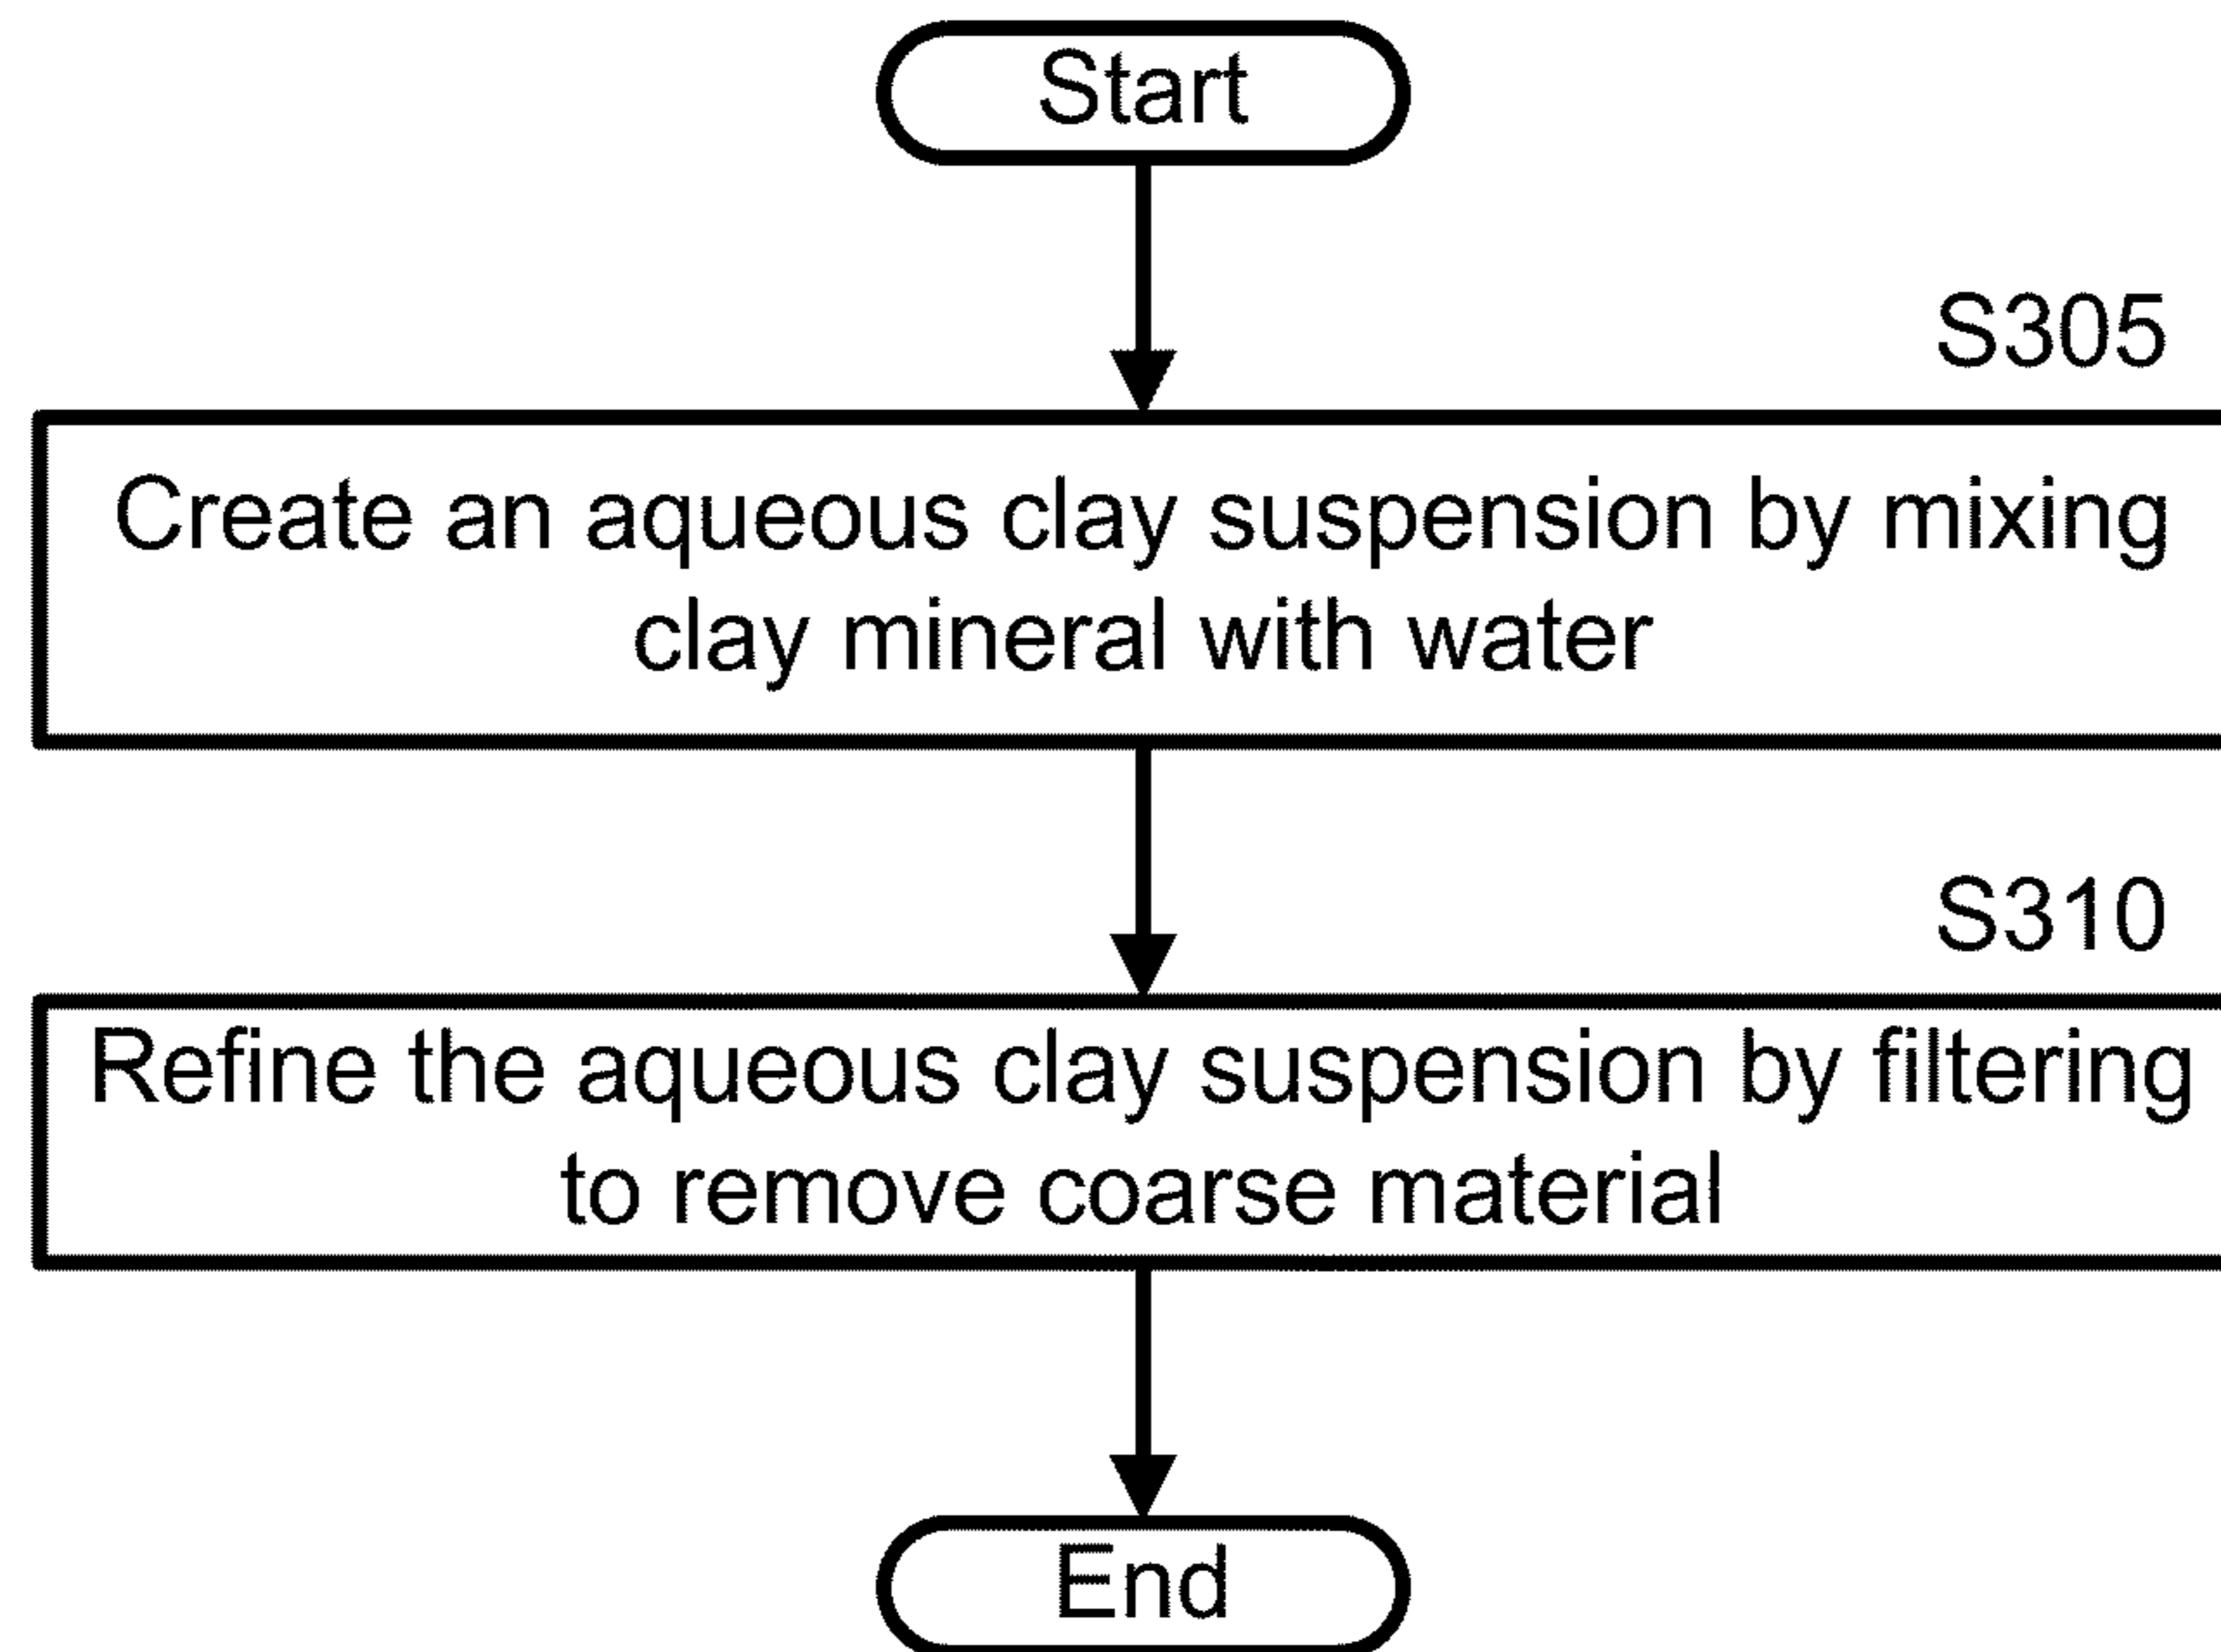 Start
S305
Create an aqueous clay suspension by mixing
clay mineral with water
S310
Refine the aqueous clay suspension by filtering
to remove coarse material
End